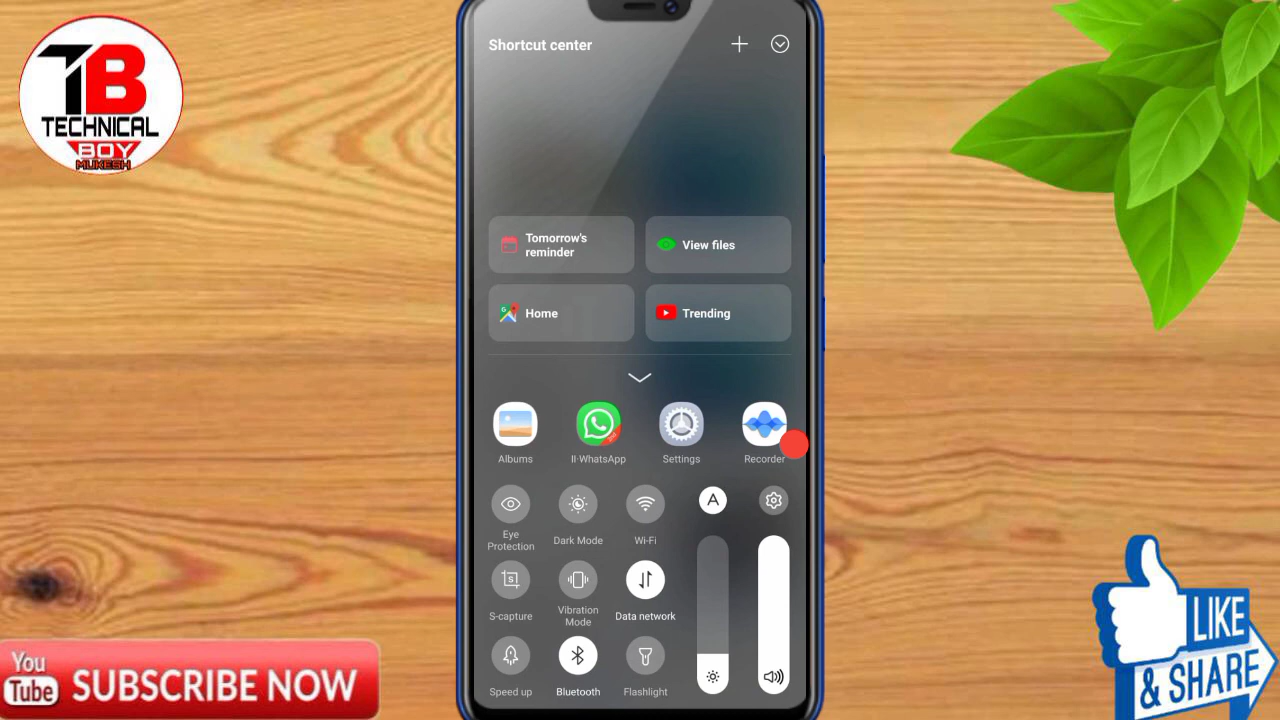 TB
TECHNICAL
BOY
MUKESH
Shortcut center
Tomorrow's
reminder
View files
Home
Trending
Albums
II·WhatsApp
Settings
Recorder
A
Eye
Protection
Dark Mode
Wi-Fi
S
S-capture
Vibration
Mode
Data network
Speed up
Bluetooth
Flashlight
You
Tube
SUBSCRIBE NOW
LIKE
& SHARE